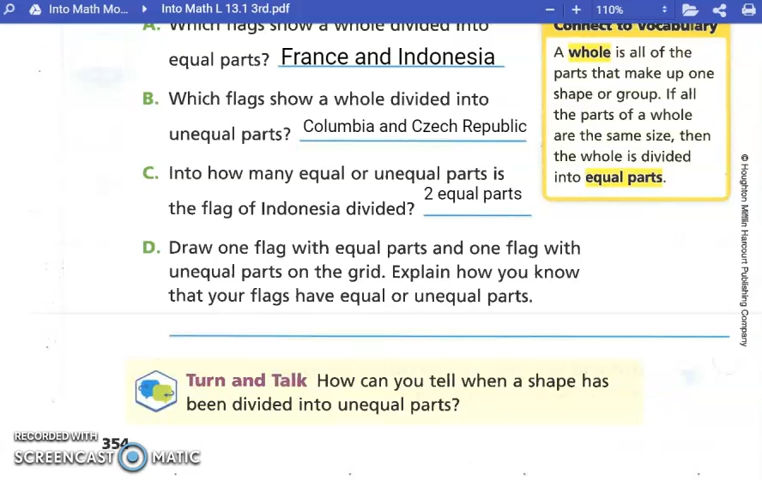 Into Math Mo...
Into Math L 13.1 3rd.pdf
110%
A. Which flags show a whole divided into
equal parts? France and Indonesia
B. Which flags show a whole divided into
unequal parts? Columbia and Czech Republic
C. Into how many equal or unequal parts is
the flag of Indonesia divided? 2 equal parts
D. Draw one flag with equal parts and one flag with
unequal parts on the grid. Explain how you know
that your flags have equal or unequal parts.
Connect to Vocabulary
A whole is all of the
parts that make up one
shape or group. If all
the parts of a whole
are the same size, then
the whole is divided
into equal parts.
© Houghton Mifflin Harcourt Publishing Company
Turn and Talk How can you tell when a shape has
been divided into unequal parts?
354
RECORDED WITH
SCREENCAST MATIC